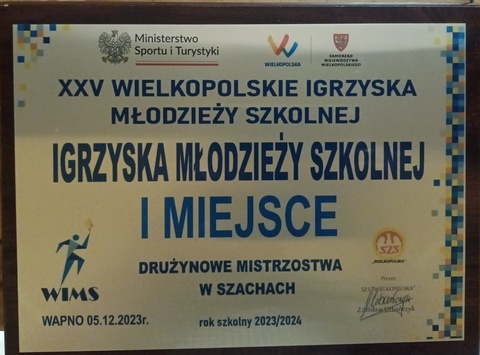 Ministerstwo
Sportu i Turystyki
WIELKOPOLSKA
SAMORZĄD
WOJEWÓDZTWA
WIELKOPOLSKIEGO
XXV WIELKOPOLSKIE IGRZYSKA
MŁODZIEŻY SZKOLNEJ
IGRZYSKA MŁODZIEŻY SZKOLNEJ
I MIEJSCE
DRUŻYNOWE MISTRZOSTWA
W SZACHACH
WIMS
SZS
"WIELKOPOLSKA"
Prezes
WAPNO 05.12.2023r.
rok szkolny 2023/2024